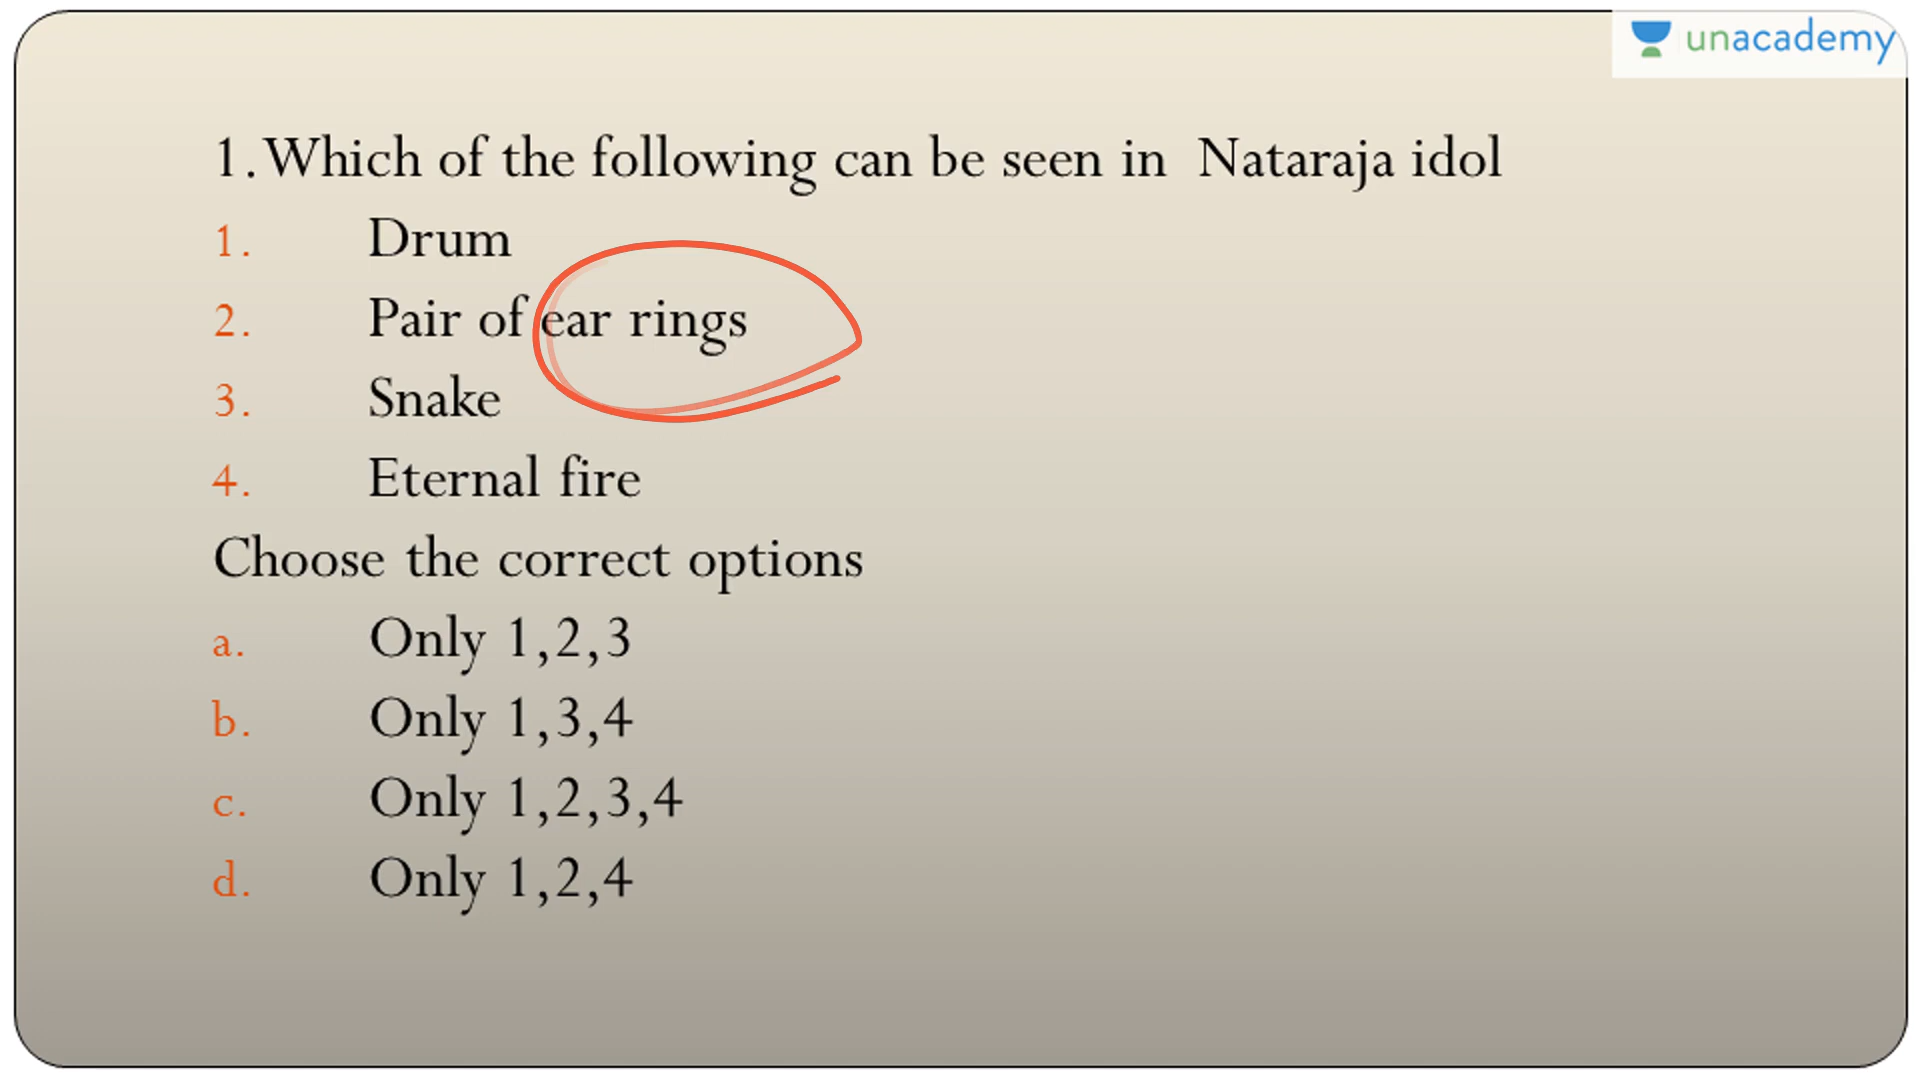 unacademy
1. Which of the following can be seen in Nataraja idol
1. Drum
2. Pair of ear rings
3. Snake
4. Eternal fire
Choose the correct options
a. Only 1,2,3
b. Only 1,3,4
c. Only 1,2,3,4
d. Only 1,2,4